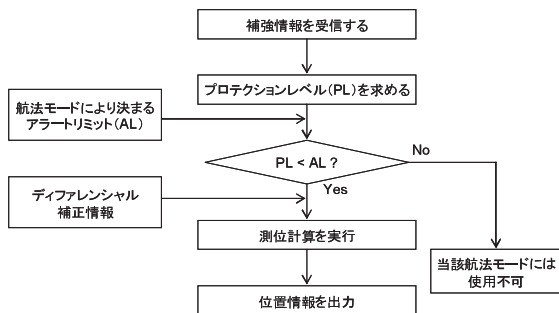 補強情報を受信する
プロテクションレベル(PL)を求める
航法モードにより決まる
アラートリミット(AL)
PL < AL ?
No
Yes
ディファレンシャル
補正情報
測位計算を実行
当該航法モードには
使用不可
位置情報を出力